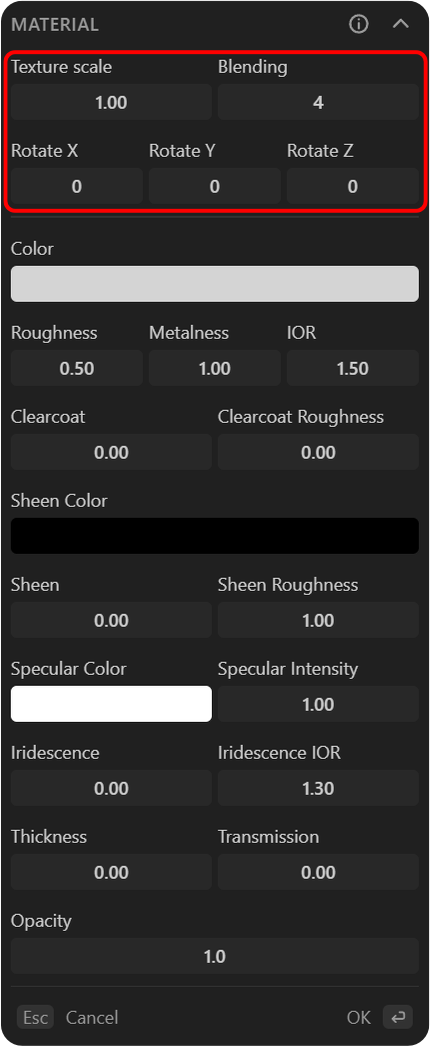 MATERIAL
Texture scale Blending
1.00 4
Rotate X Rotate Y Rotate Z
0 0 0
Color
Roughness Metalness IOR
0.50 1.00 1.50
Clearcoat Clearcoat Roughness
0.00 0.00
Sheen Color
Sheen Sheen Roughness
0.00 1.00
Specular Color Specular Intensity
1.00
Iridescence Iridescence IOR
0.00 1.30
Thickness Transmission
0.00 0.00
Opacity
1.0
Esc Cancel OK